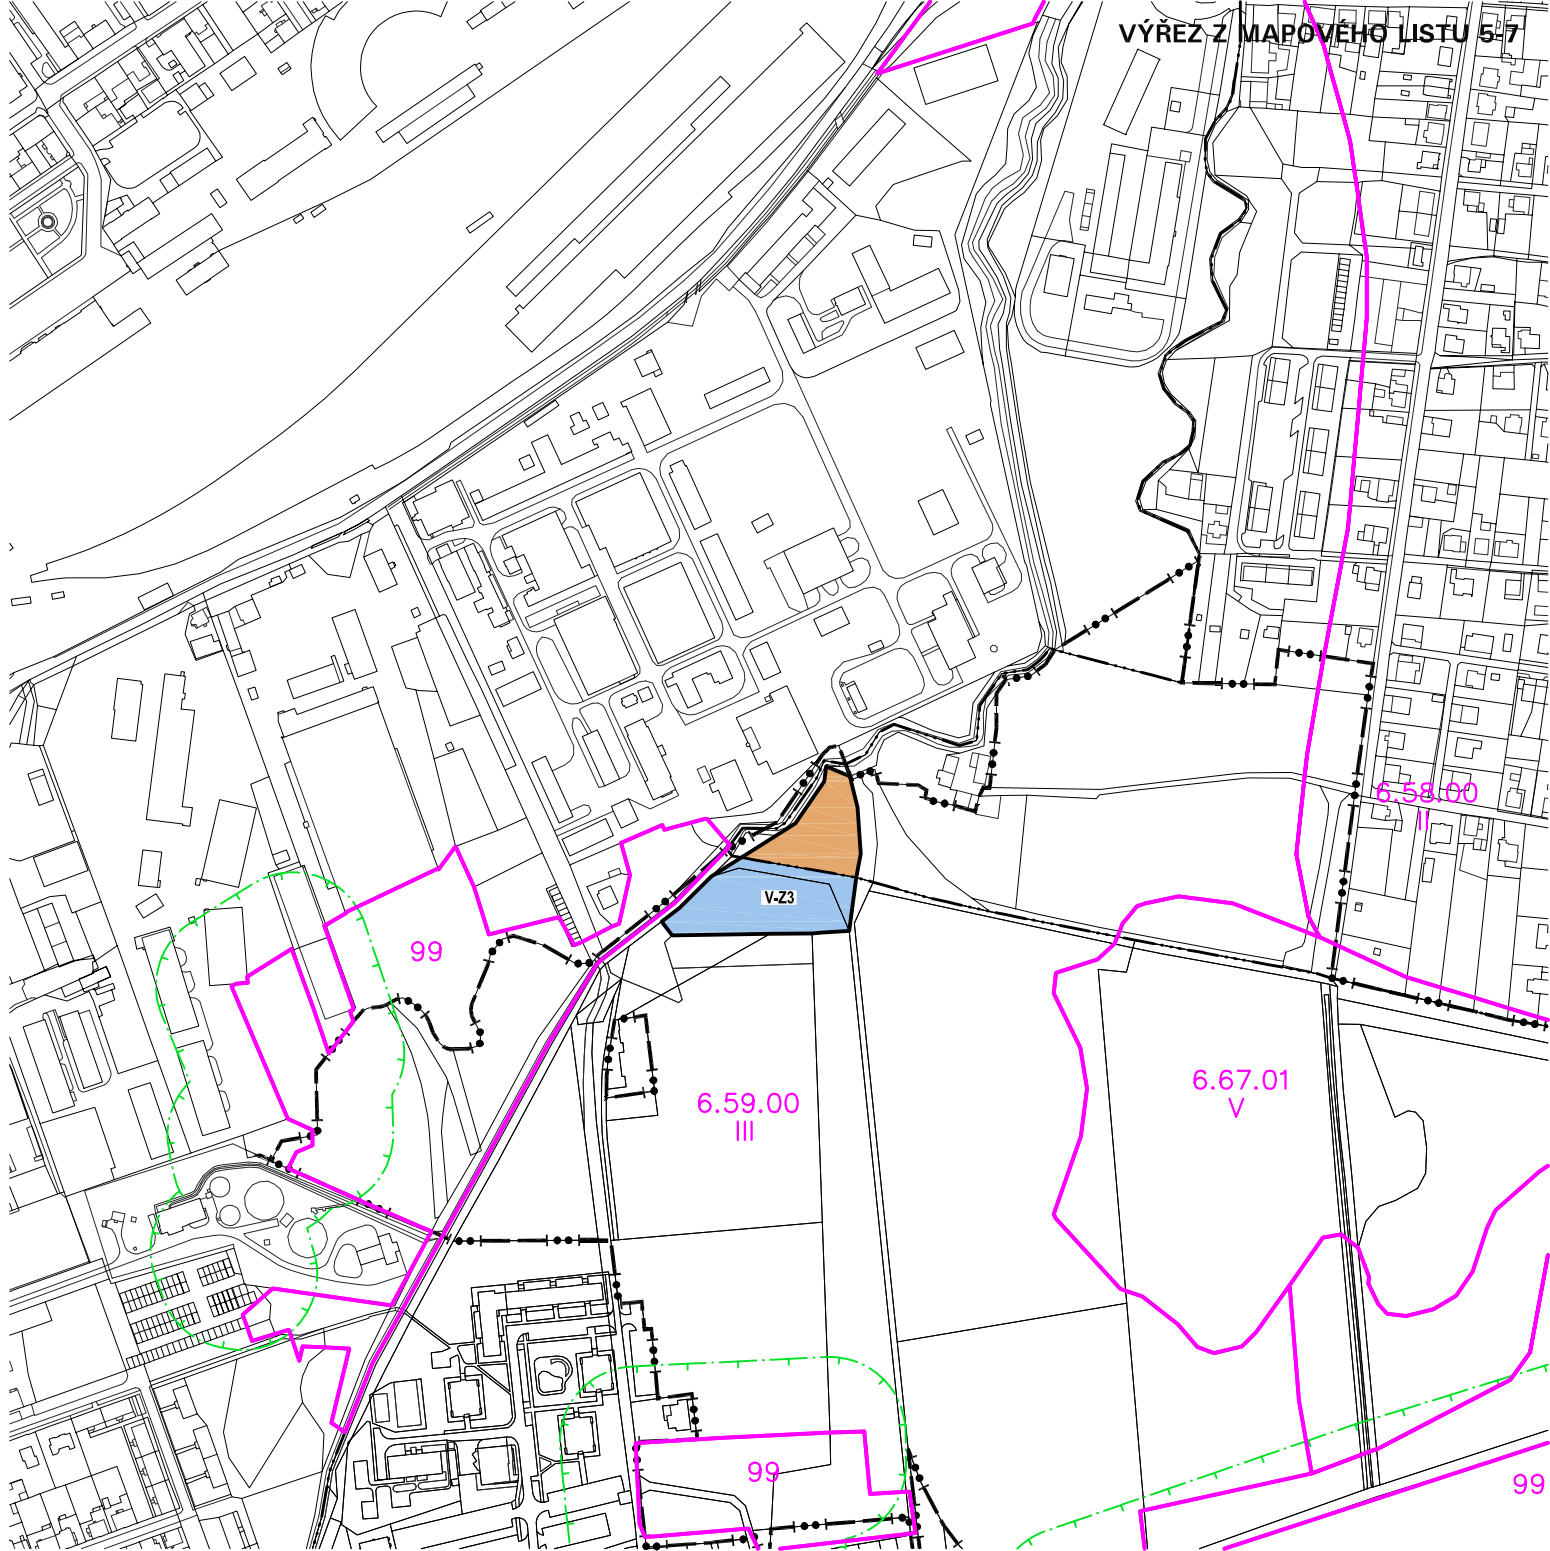 VÝŘEZ Z MAPOVÉHO LISTU 5-7
6.58.00
II
V-Z3
99
6.67.01
V
6.59.00
III
99
99